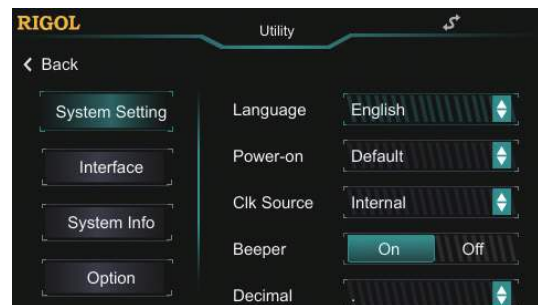 RIGOL
Utility
Back
System Setting
Interface
System Info
Option
Language English
Power-on Default
Clk Source Internal
Beeper On Off
Decimal .